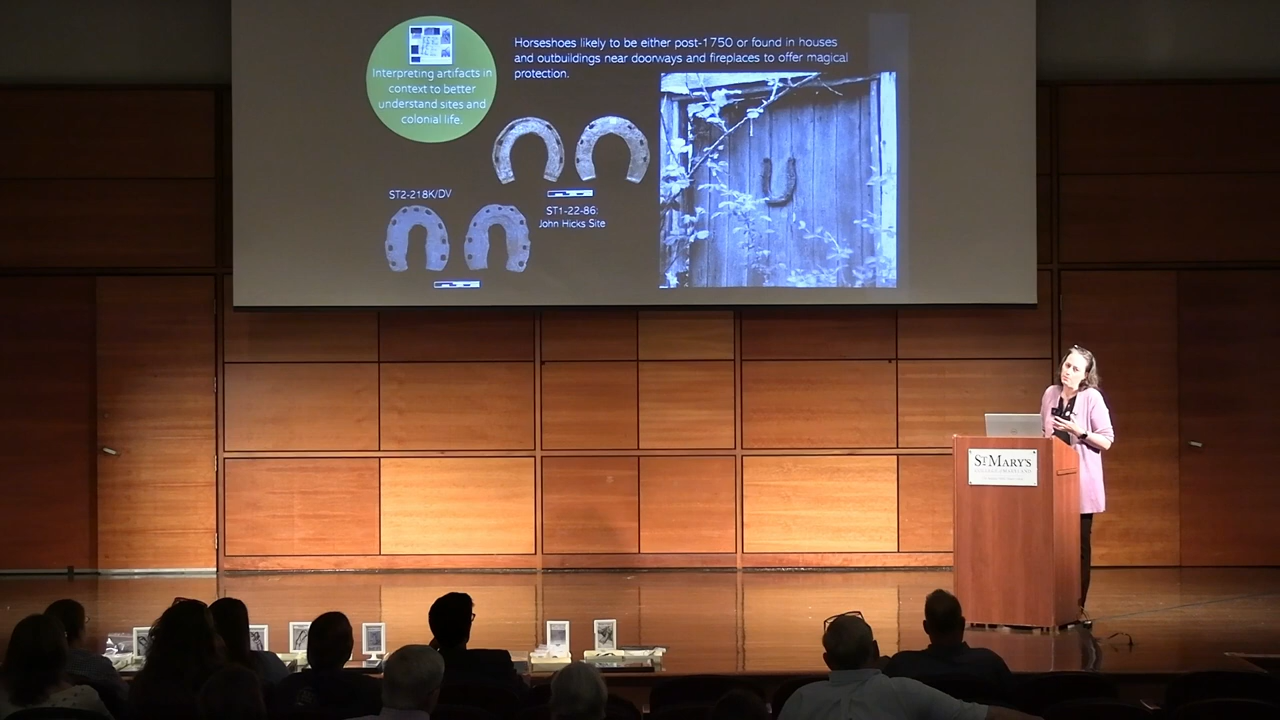 Interpreting artifacts in
context to better
understand sites and
colonial life.
Horseshoes likely to be either post-1750 or found in houses
and outbuildings near doorways and fireplaces to offer magical
protection.
ST2-218K/DV
ST1-22-86:
John Hicks Site
ST MARY'S